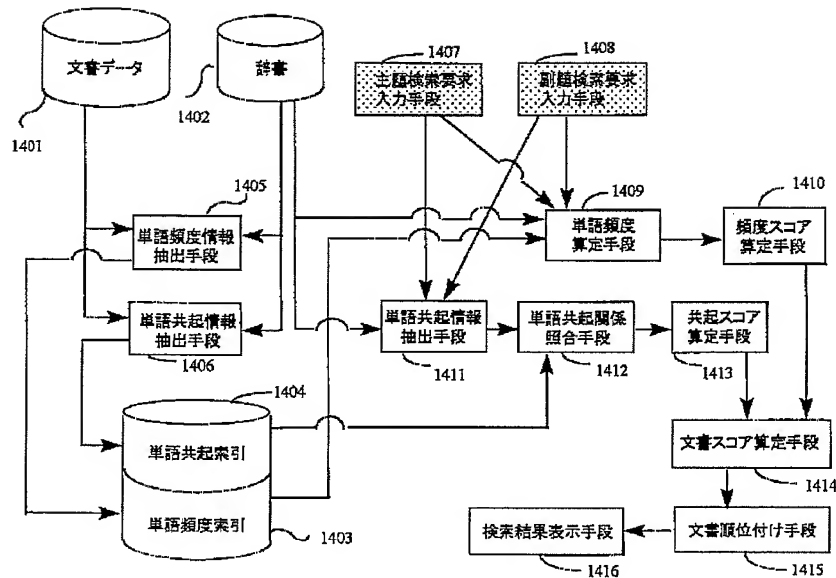 1407
1408
文書データ
辞書
主題検索要求
入力手段
副題検索要求
入力手段
1401
1402
1405
1409
1410
単語頻度情報
抽出手段
単語頻度
算定手段
頻度スコア
算定手段
単語共起情報
抽出手段
単語共起情報
抽出手段
単語共起関係
照合手段
共起スコア
算定手段
1406
1411
1412
1413
1404
単語共起索引
文書スコア算定手段
1414
単語頻度索引
1403
検索結果表示手段
文書順位付け手段
1416
1415